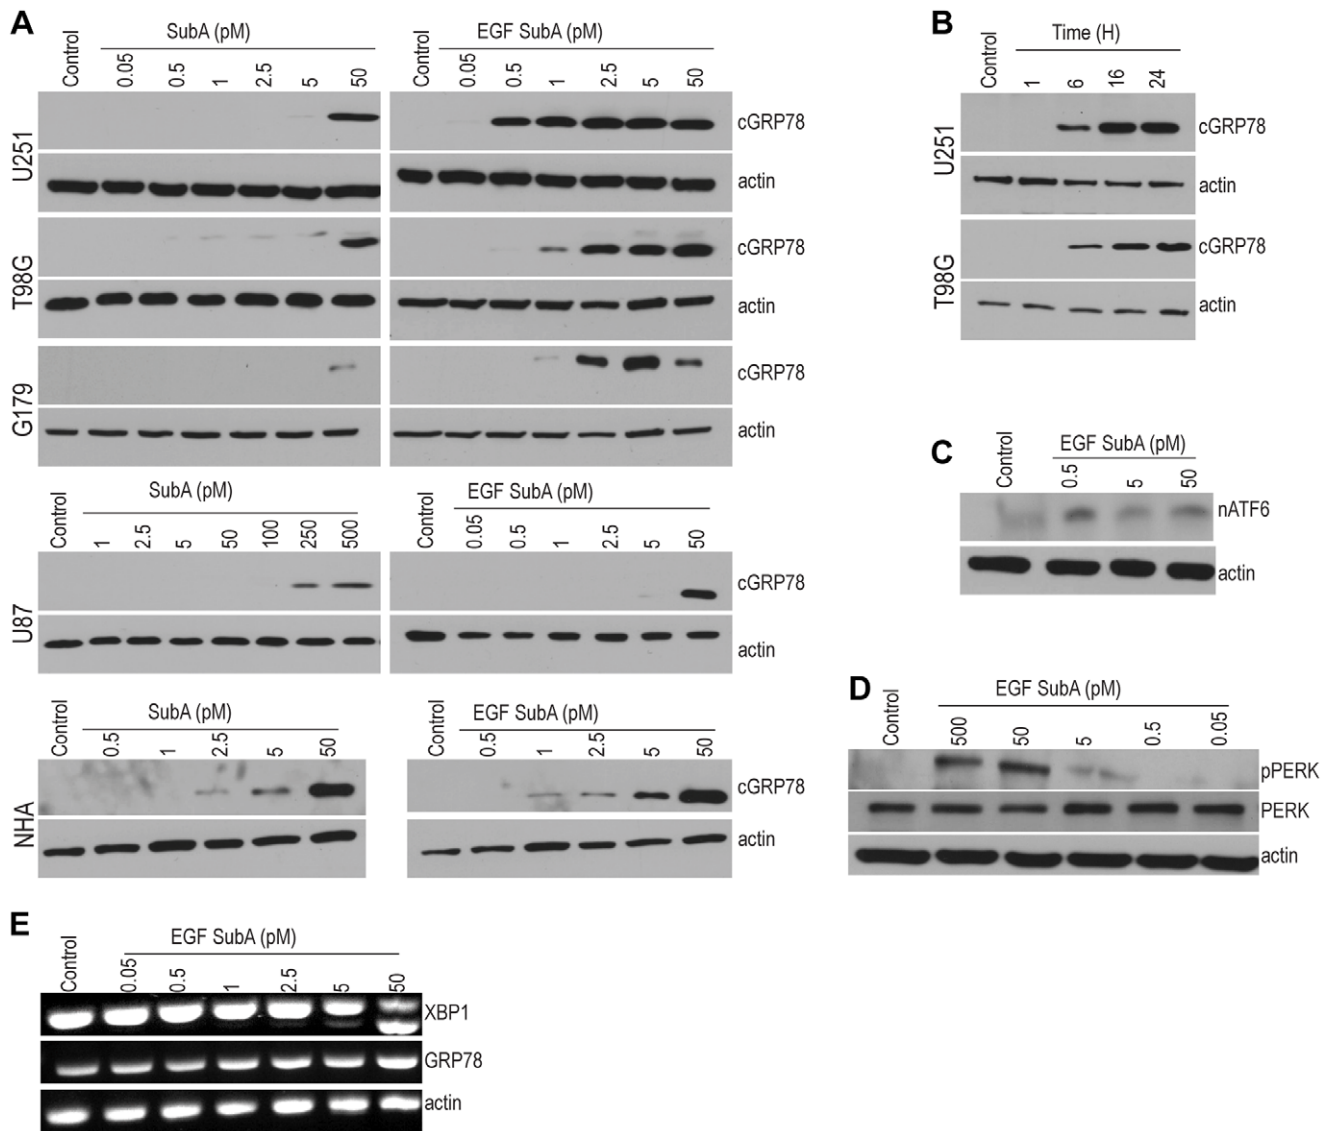 A
SubA (pM)
EGF SubA (pM)
Control
0.05
0.5
1
2.5
5
50
Control
0.05
0.5
1
2.5
5
50
U251
cGRP78
actin
T98G
cGRP78
actin
G179
cGRP78
actin
SubA (pM)
EGF SubA (pM)
Control
1
2.5
5
50
100
250
500
Control
0.05
0.5
1
2.5
5
50
U87
cGRP78
actin
SubA (pM)
EGF SubA (pM)
Control
0.5
1
2.5
5
50
Control
0.5
1
2.5
5
50
NHA
cGRP78
actin
B
Time (H)
Control
1
6
16
24
U251
cGRP78
actin
T98G
cGRP78
actin
C
EGF SubA (pM)
Control
0.5
5
50
nATF6
actin
D
EGF SubA (pM)
Control
500
50
5
0.5
0.05
pPERK
PERK
actin
E
EGF SubA (pM)
Control
0.05
0.5
1
2.5
5
50
XBP1
GRP78
actin